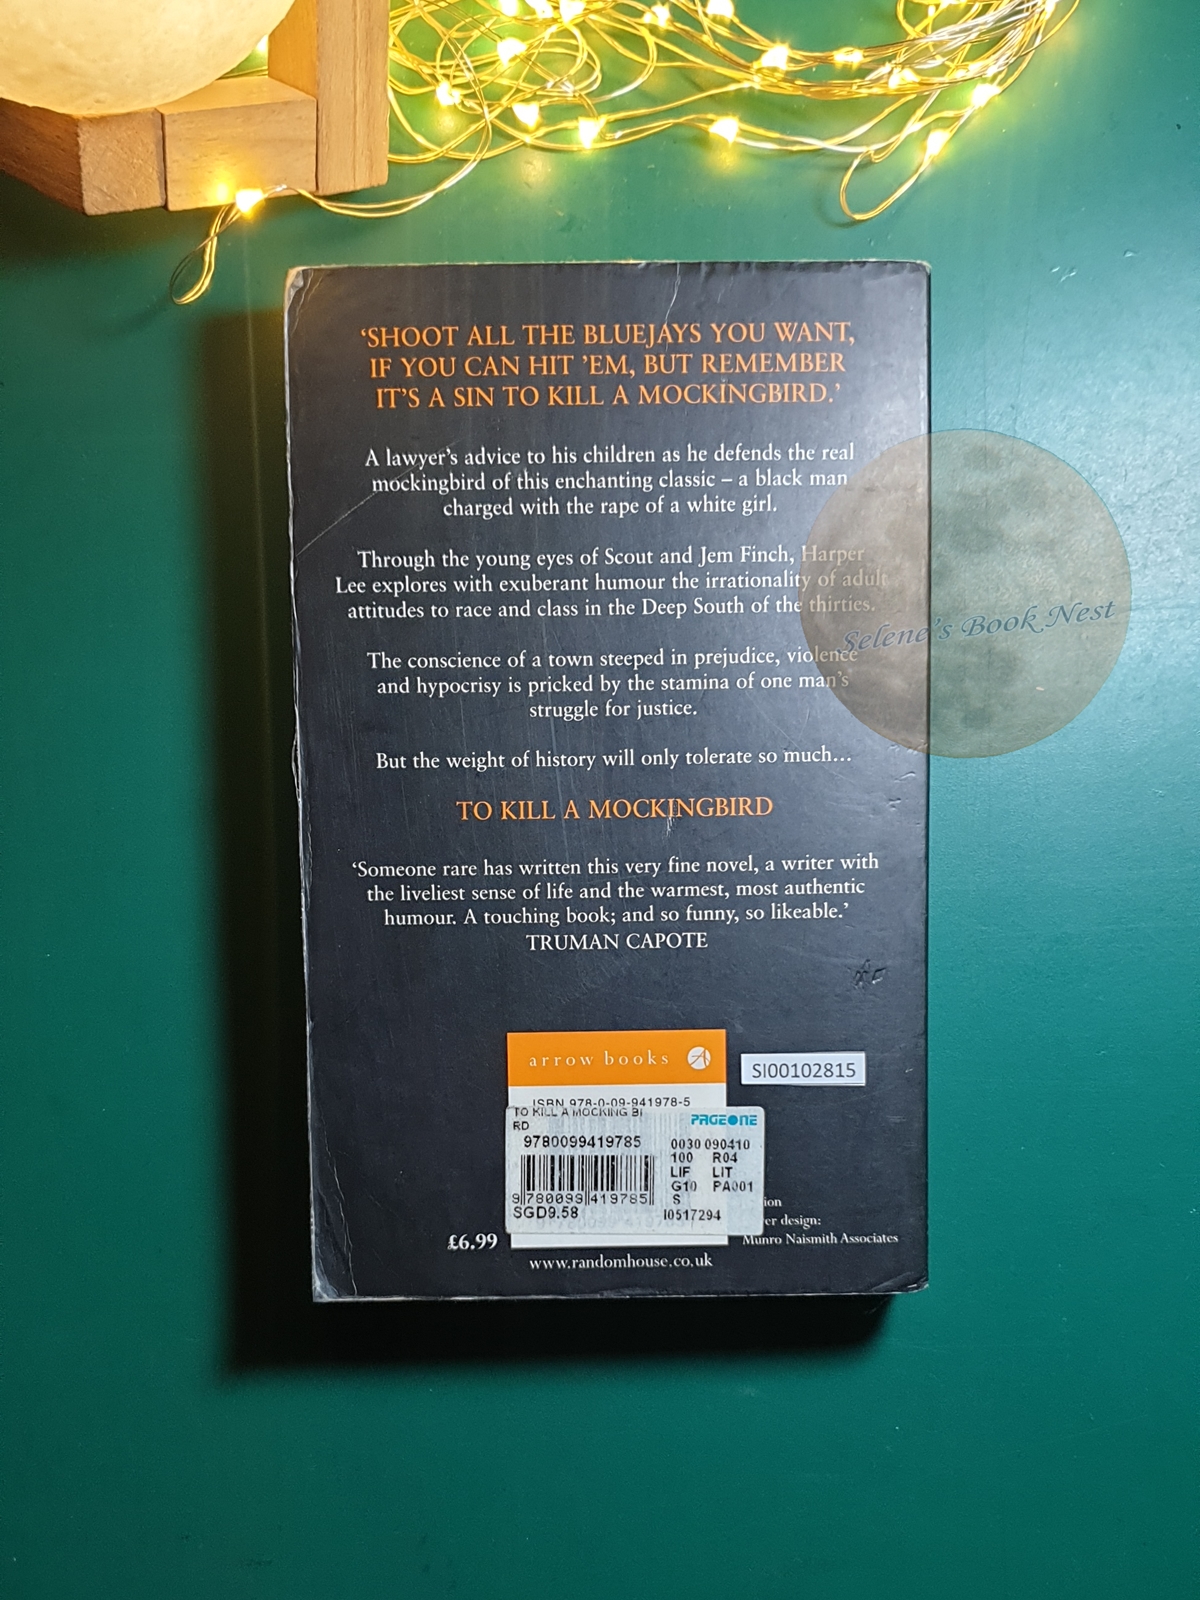 ‘SHOOT ALL THE BLUEJAYS YOU WANT,
IF YOU CAN HIT ’EM, BUT REMEMBER
IT’S A SIN TO KILL A MOCKINGBIRD.’
A lawyer’s advice to his children as he defends the real
mockingbird of this enchanting classic – a black man
charged with the rape of a white girl.
Through the young eyes of Scout and Jem Finch, Harper
Lee explores with exuberant humour the irrationality of adult
attitudes to race and class in the Deep South of the thirties.
The conscience of a town steeped in prejudice, violence
and hypocrisy is pricked by the stamina of one man’s
struggle for justice.
But the weight of history will only tolerate so much...
TO KILL A MOCKINGBIRD
‘Someone rare has written this very fine novel, a writer with
the liveliest sense of life and the warmest, most authentic
humour. A touching book; and so funny, so likeable.’
TRUMAN CAPOTE
Selene's Book Nest
arrow books
SI00102815
ISBN 978-0-09-941978-5
TO KILL A MOCKING BI
RD
PAGEONE
9780099419785
0030 090410
100 R04
LIF LIT
G10 PA001
S
9 780099 419785
SGD9.58
I0517294
er design:
Munro Naismith Associates
£6.99
www.randomhouse.co.uk